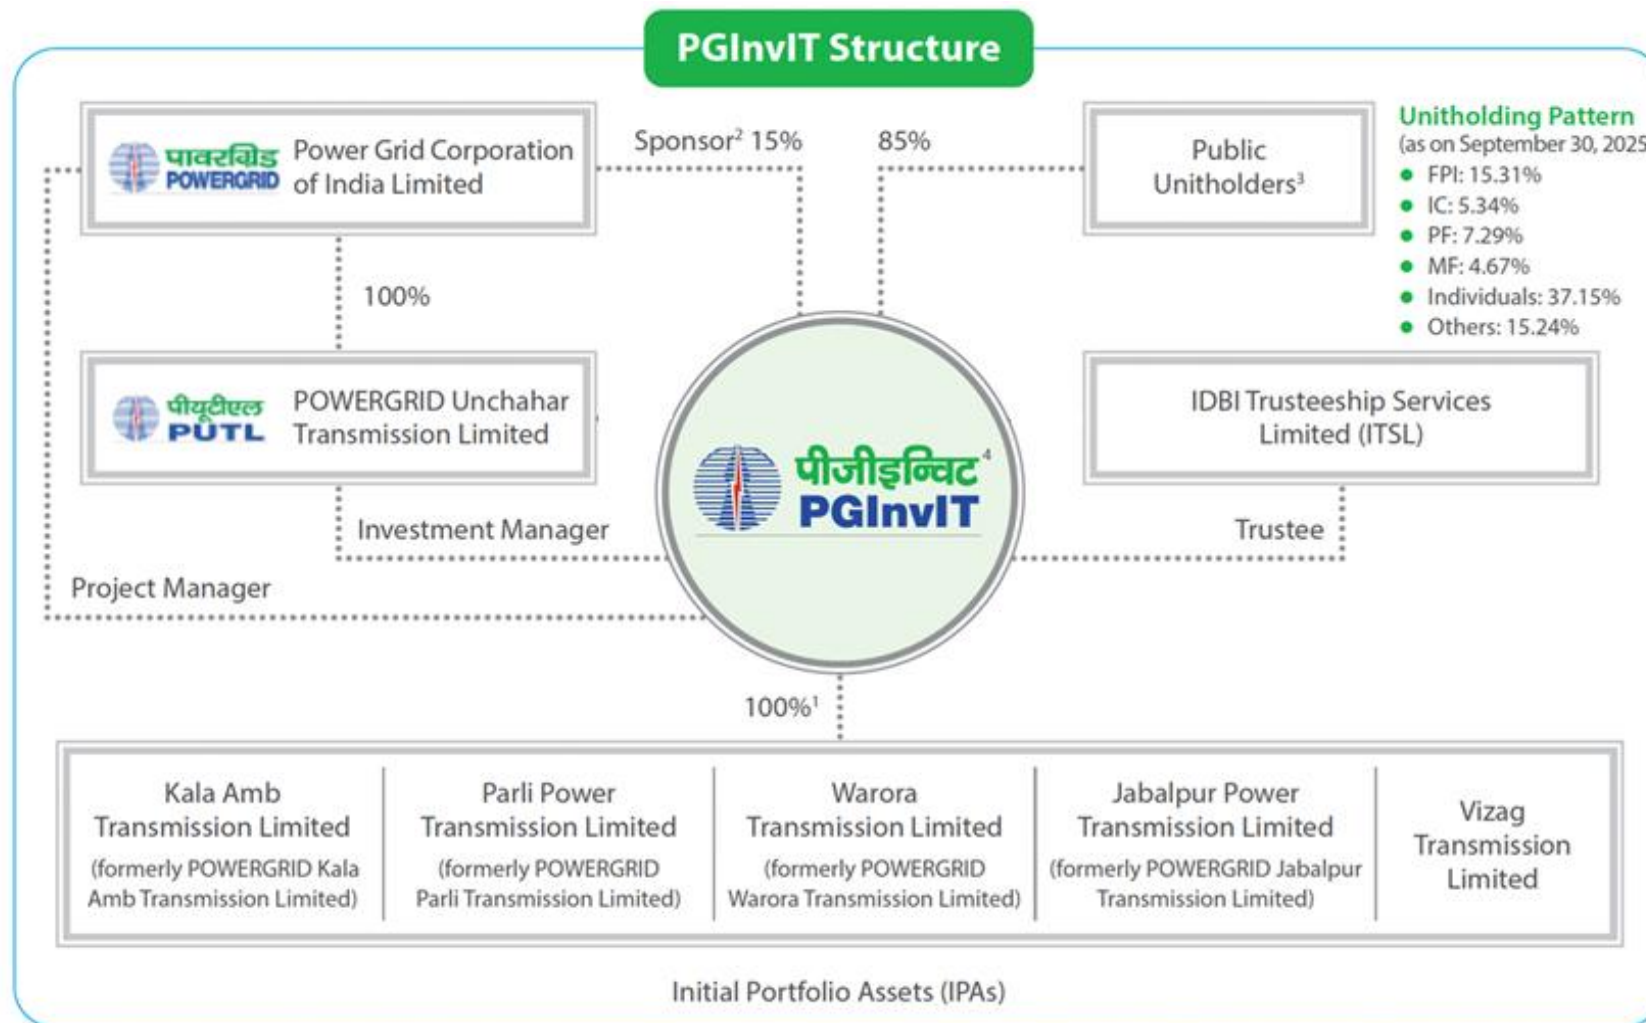 PGInvIT Structure
पावरग्रिड
POWERGRID
Power Grid Corporation
of India Limited
Sponsor² 15%
85%
Public
Unitholders³
Unitholding Pattern
(as on September 30, 2025
FPI: 15.31%
IC: 5.34%
PF: 7.29%
MF: 4.67%
Individuals: 37.15%
Others: 15.24%
100%
पीयूटीएल
PUTL
POWERGRID Unchahar
Transmission Limited
IDBI Trusteeship Services
Limited (ITSL)
पीजीइन्विट⁴
PGInvIT
Investment Manager
Trustee
Project Manager
100%¹
Kala Amb
Transmission Limited
(formerly POWERGRID Kala
Amb Transmission Limited)
Parli Power
Transmission Limited
(formerly POWERGRID
Parli Transmission Limited)
Warora
Transmission Limited
(formerly POWERGRID
Warora Transmission Limited)
Jabalpur Power
Transmission Limited
(formerly POWERGRID Jabalpur
Transmission Limited)
Vizag
Transmission
Limited
Initial Portfolio Assets (IPAs)